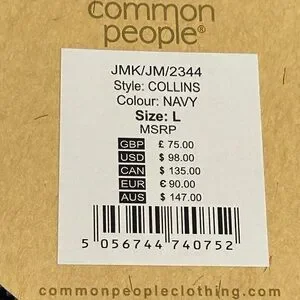 common
people®
JMK/JM/2344
Style: COLLINS
Colour: NAVY
Size: L
MSRP
GBP £ 75.00
USD $ 98.00
CAN $ 135.00
EUR € 90.00
AUS $ 147.00
5 056744 740752
commonpeopleclothing.com